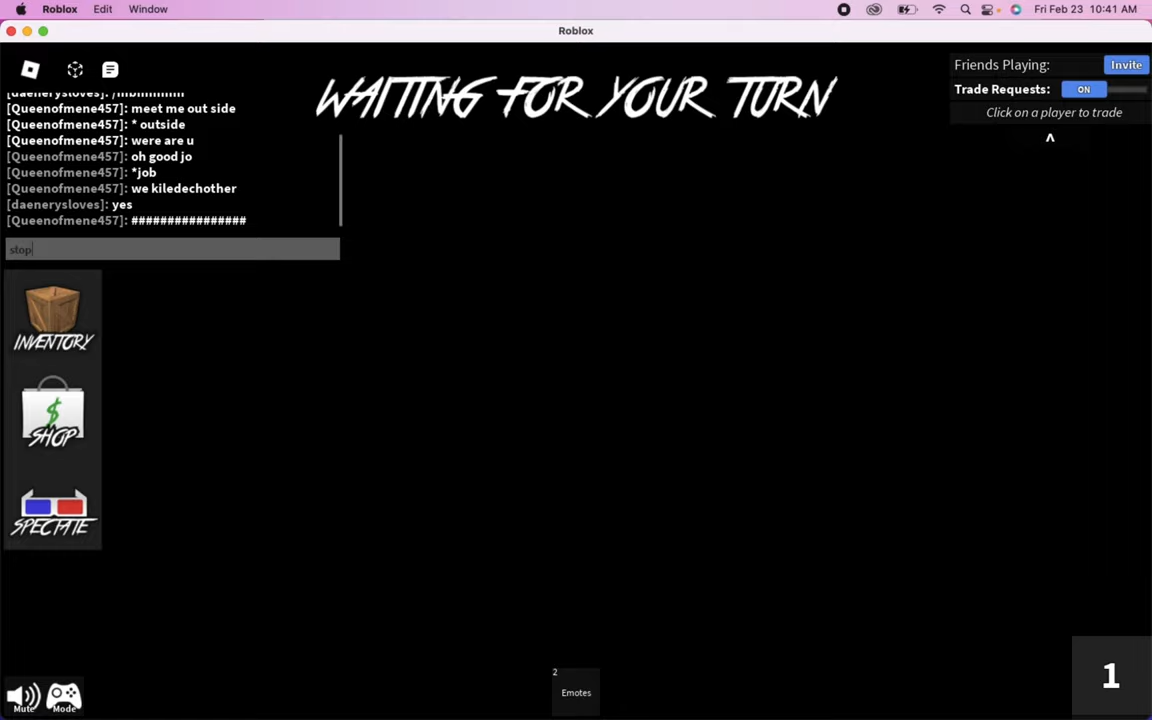 Roblox Edit Window Fri Feb 23 10:41 AM
Roblox
WAITING FOR YOUR TURN
Friends Playing: Invite
Trade Requests: ON
Click on a player to trade
^
[Queenofmene457]: meet me out side
[Queenofmene457]: * outside
[Queenofmene457]: were are u
[Queenofmene457]: oh good jo
[Queenofmene457]: *job
[Queenofmene457]: we kiledechother
[daenerysloves]: yes
[Queenofmene457]: ################
stop
INVENTORY
$
SHOP
SPECTATE
Mute Mode
2
Emotes
1